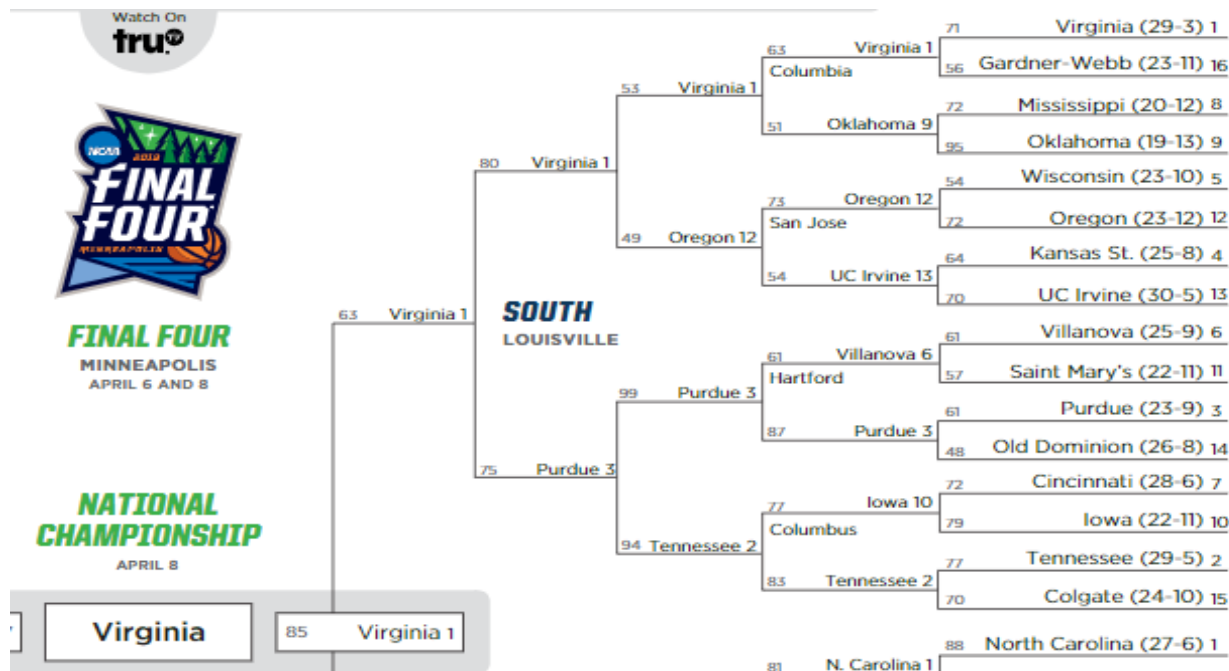 Watch On
truTV
NCAA
2019
FINAL
FOUR
MINNEAPOLIS
FINAL FOUR
MINNEAPOLIS
APRIL 6 AND 8
NATIONAL
CHAMPIONSHIP
APRIL 8
Virginia
85 Virginia 1
63 Virginia 1
SOUTH
LOUISVILLE
80 Virginia 1
75 Purdue 3
53 Virginia 1
49 Oregon 12
99 Purdue 3
94 Tennessee 2
63 Virginia 1
Columbia
51 Oklahoma 9
73 Oregon 12
San Jose
54 UC Irvine 13
61 Villanova 6
Hartford
87 Purdue 3
77 Iowa 10
Columbus
83 Tennessee 2
81 N. Carolina 1
71 Virginia (29-3) 1
56 Gardner-Webb (23-11) 16
72 Mississippi (20-12) 8
95 Oklahoma (19-13) 9
54 Wisconsin (23-10) 5
72 Oregon (23-12) 12
64 Kansas St. (25-8) 4
70 UC Irvine (30-5) 13
61 Villanova (25-9) 6
57 Saint Mary's (22-11) 11
61 Purdue (23-9) 3
48 Old Dominion (26-8) 14
72 Cincinnati (28-6) 7
79 Iowa (22-11) 10
77 Tennessee (29-5) 2
70 Colgate (24-10) 15
88 North Carolina (27-6) 1